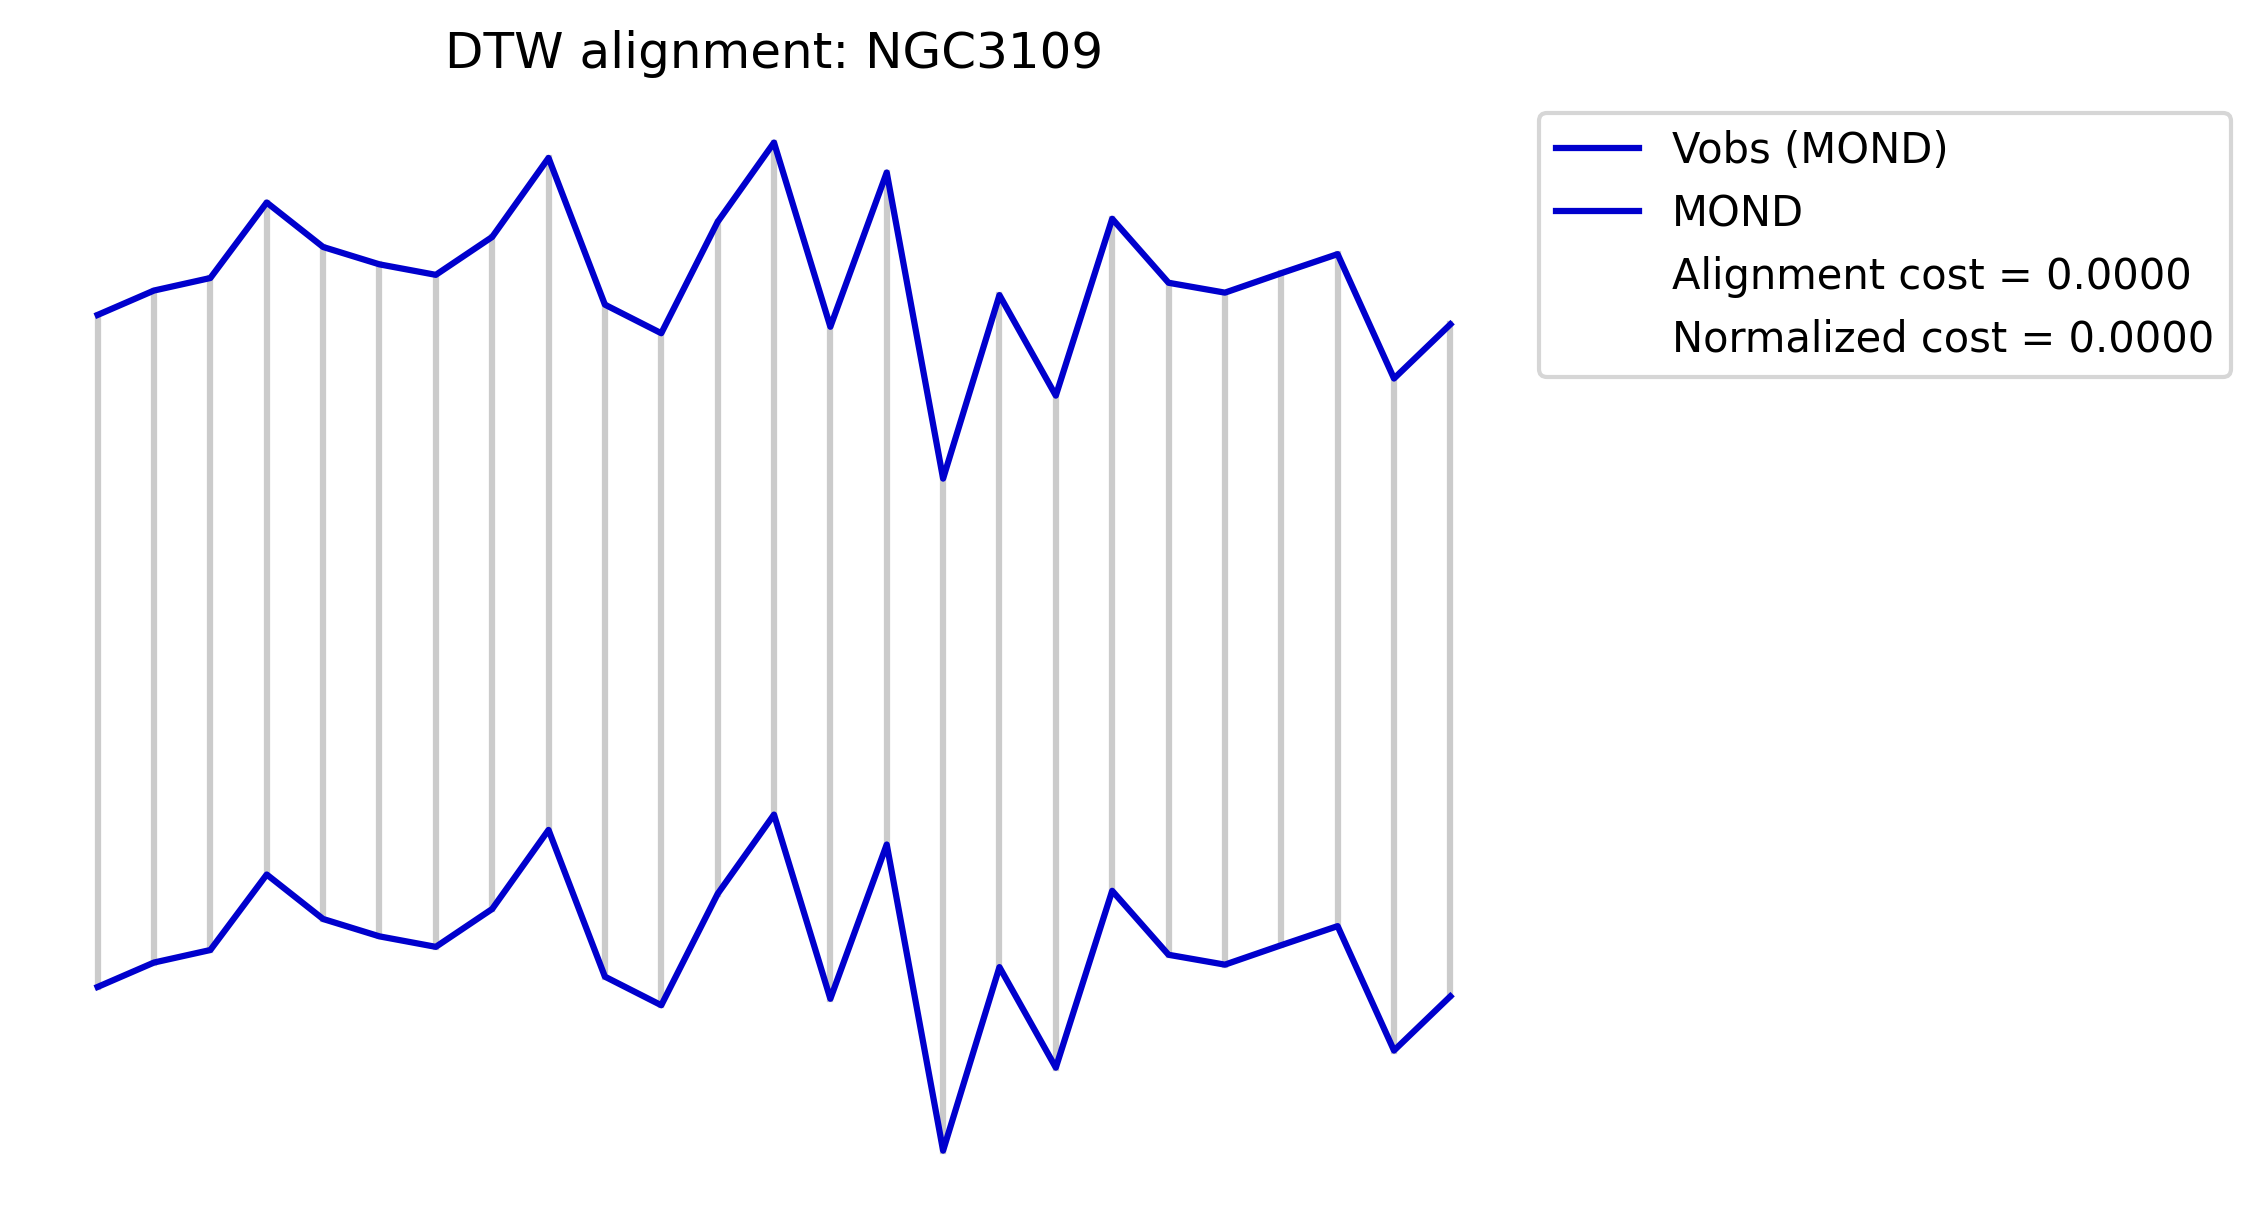 DTW alignment: NGC3109
Vobs (MOND)
MOND
Alignment cost = 0.0000
Normalized cost = 0.0000